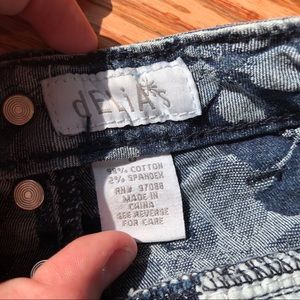 dELiA*s
98% COTTON
2% SPANDEX
RN# 97088
MADE IN
CHINA
SEE REVERSE
FOR CARE